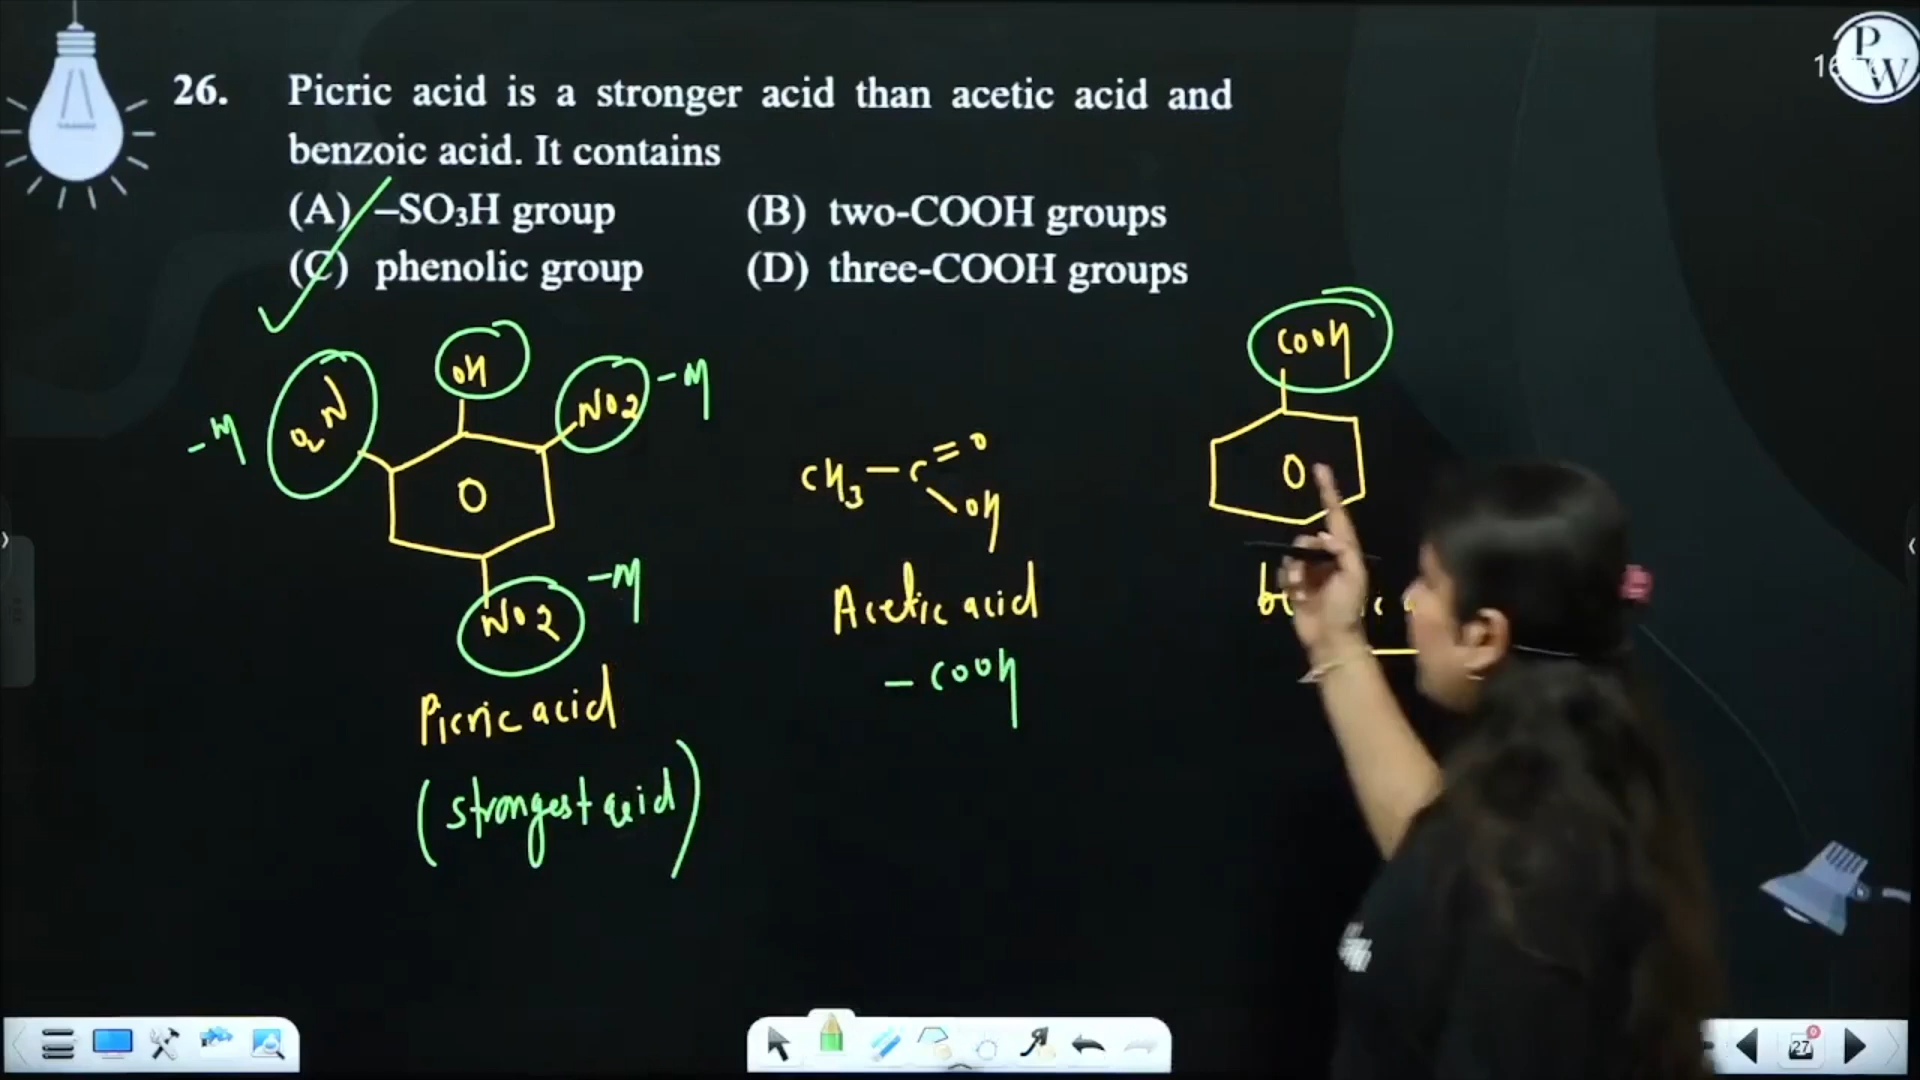 P
W
26. Picric acid is a stronger acid than acetic acid and
benzoic acid. It contains
(A) –SO₃H group (B) two-COOH groups
(C) phenolic group (D) three-COOH groups
COOH
OH
O₂N
NO₂
-M
-M
CH₃ — C = O
OH
NO₂
-M
Acetic acid
- COOH
Picric acid
(strongest acid)
27
0